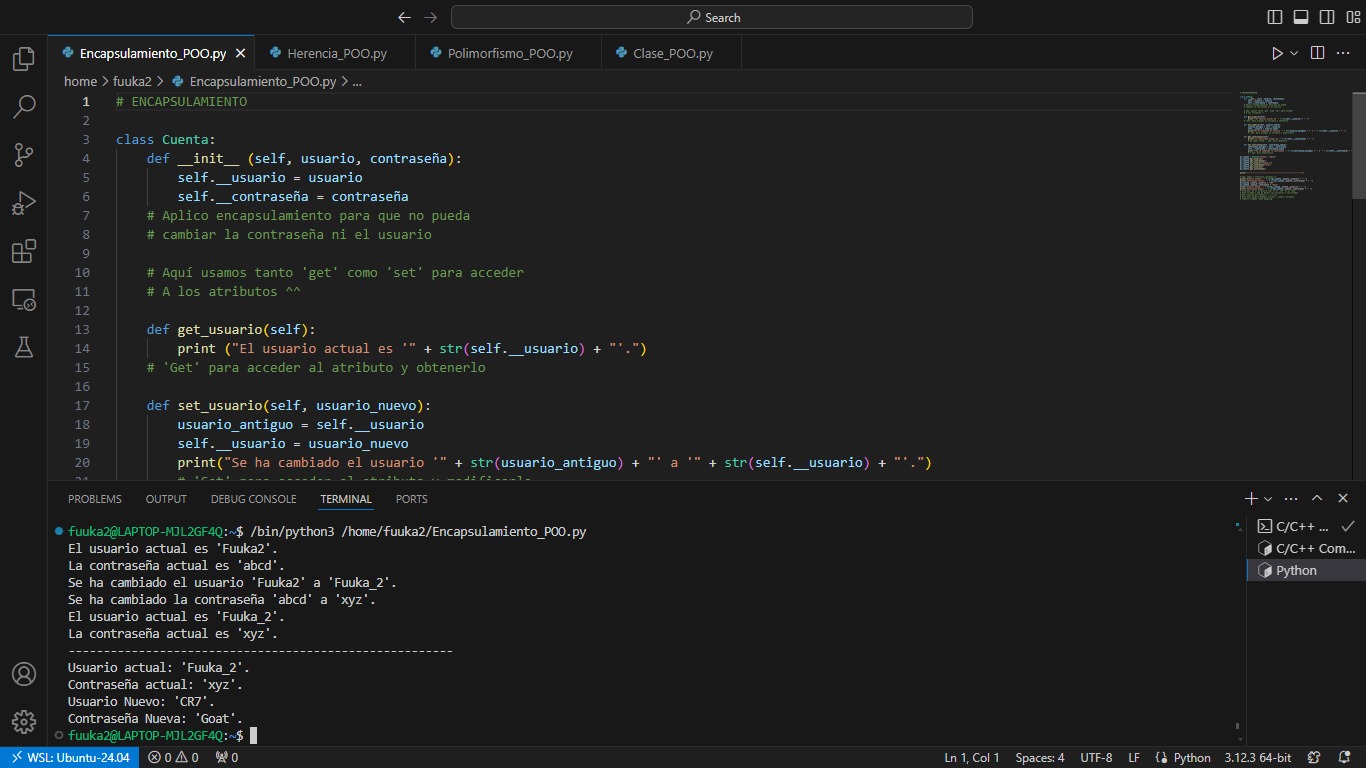 Search
Encapsulamiento_POO.py
Herencia_POO.py
Polimorfismo_POO.py
Clase_POO.py
home > fuuka2 > Encapsulamiento_POO.py > ...
1 # ENCAPSULAMIENTO
2
3 class Cuenta:
4 def __init__ (self, usuario, contraseña):
5 self.__usuario = usuario
6 self.__contraseña = contraseña
7 # Aplico encapsulamiento para que no pueda
8 # cambiar la contraseña ni el usuario
9
10 # Aquí usamos tanto 'get' como 'set' para acceder
11 # A los atributos ^^
12
13 def get_usuario(self):
14 print ("El usuario actual es '" + str(self.__usuario) + "'.")
15 # 'Get' para acceder al atributo y obtenerlo
16
17 def set_usuario(self, usuario_nuevo):
18 usuario_antiguo = self.__usuario
19 self.__usuario = usuario_nuevo
20 print("Se ha cambiado el usuario '" + str(usuario_antiguo) + "' a '" + str(self.__usuario) + "'.")
21 # 'Set' para acceder al atributo y modificarlo
PROBLEMS OUTPUT DEBUG CONSOLE TERMINAL PORTS
fuuka2@LAPTOP-MJL2GF4Q:~$ /bin/python3 /home/fuuka2/Encapsulamiento_POO.py
El usuario actual es 'Fuuka2'.
La contraseña actual es 'abcd'.
Se ha cambiado el usuario 'Fuuka2' a 'Fuuka_2'.
Se ha cambiado la contraseña 'abcd' a 'xyz'.
El usuario actual es 'Fuuka_2'.
La contraseña actual es 'xyz'.
-------------------------------------------------------
Usuario actual: 'Fuuka_2'.
Contraseña actual: 'xyz'.
Usuario Nuevo: 'CR7'.
Contraseña Nueva: 'Goat'.
fuuka2@LAPTOP-MJL2GF4Q:~$
C/C++ ...
C/C++ Com...
Python
WSL: Ubuntu-24.04 0 0 0 Ln 1, Col 1 Spaces: 4 UTF-8 LF Python 3.12.3 64-bit